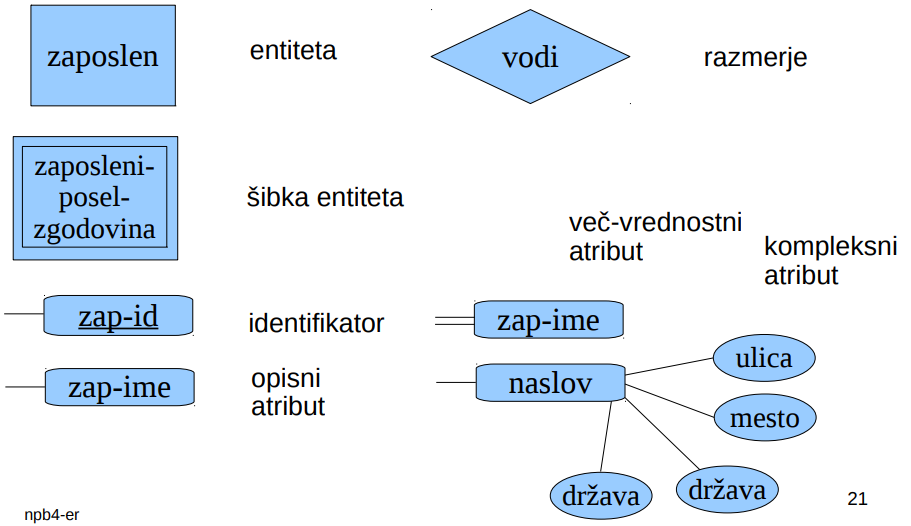 zaposlen
entiteta
vodi
razmerje
zaposleni-
posel-
zgodovina
šibka entiteta
več-vrednostni
atribut
kompleksni
atribut
zap-id
identifikator
zap-ime
zap-ime
opisni
atribut
naslov
ulica
mesto
država
država
npb4-er
21